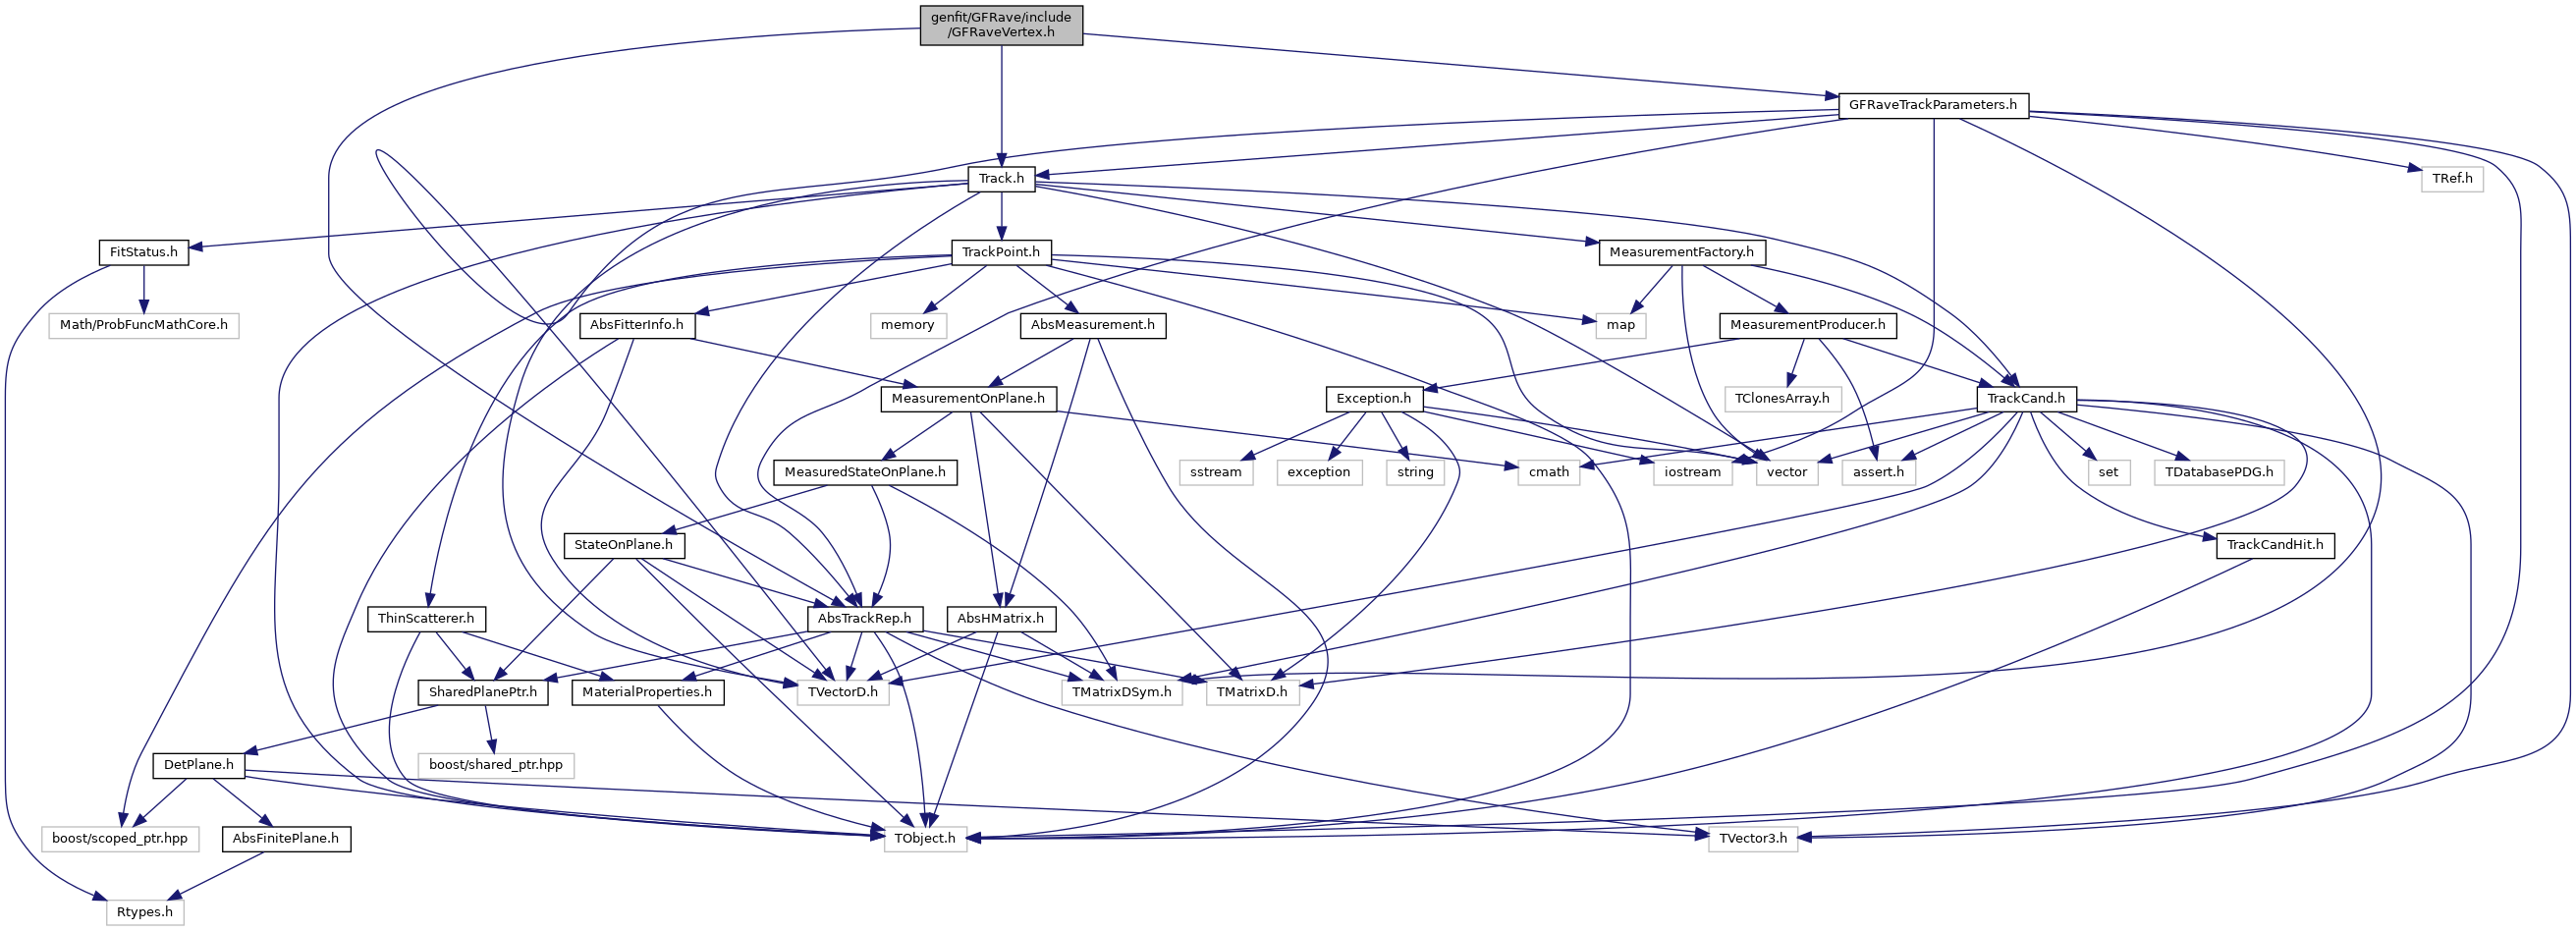 genfit/GFRave/include
/GFRaveVertex.h
GFRaveTrackParameters.h
Track.h
TRef.h
FitStatus.h
TrackPoint.h
MeasurementFactory.h
Math/ProbFuncMathCore.h
AbsFitterInfo.h
memory
AbsMeasurement.h
map
MeasurementProducer.h
MeasurementOnPlane.h
Exception.h
TClonesArray.h
TrackCand.h
MeasuredStateOnPlane.h
sstream
exception
string
cmath
iostream
vector
assert.h
set
TDatabasePDG.h
StateOnPlane.h
TrackCandHit.h
ThinScatterer.h
AbsTrackRep.h
AbsHMatrix.h
SharedPlanePtr.h
MaterialProperties.h
TVectorD.h
TMatrixDSym.h
TMatrixD.h
DetPlane.h
boost/shared_ptr.hpp
boost/scoped_ptr.hpp
AbsFinitePlane.h
TObject.h
TVector3.h
Rtypes.h